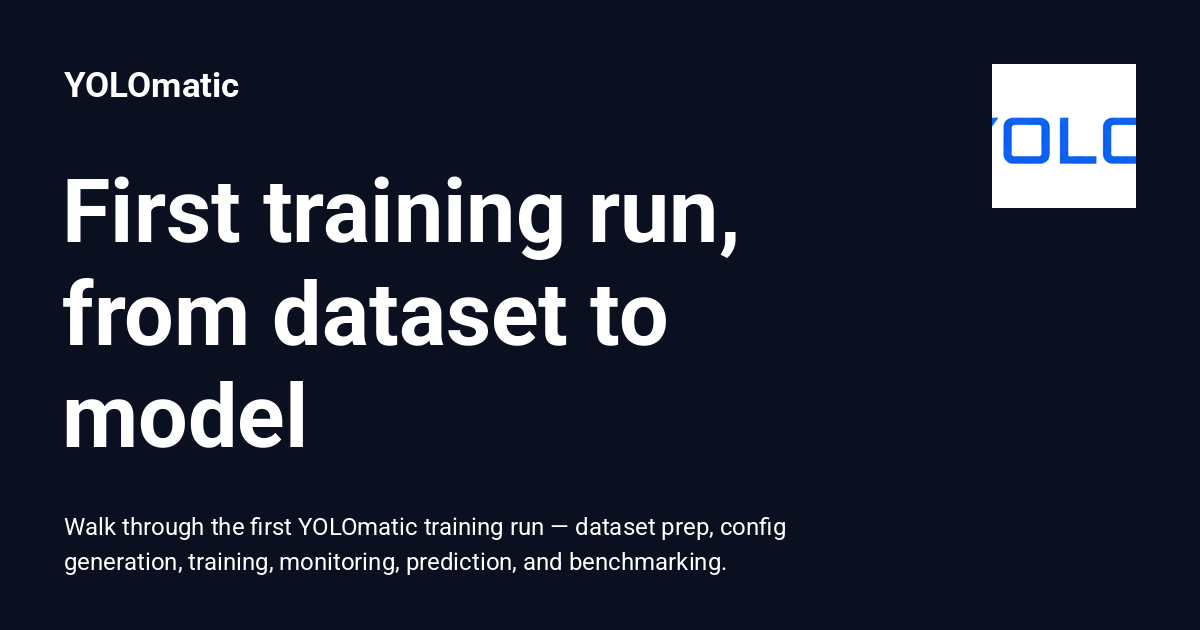 YOLOmatic
YOLO
First training run,
from dataset to
model
Walk through the first YOLOmatic training run — dataset prep, config
generation, training, monitoring, prediction, and benchmarking.